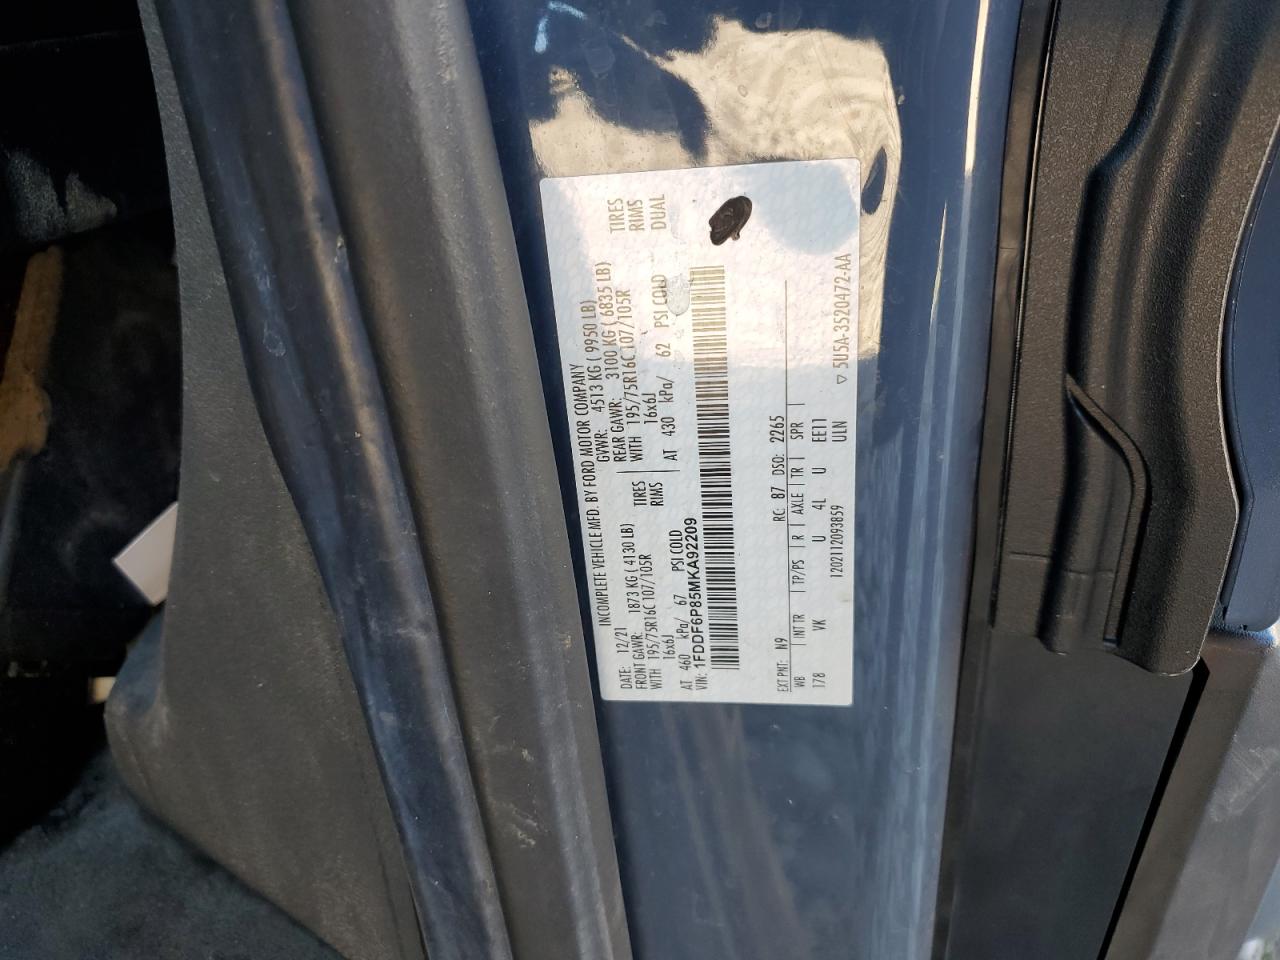 INCOMPLETE VEHICLE MFD. BY FORD MOTOR COMPANY
DATE: 12/21 GVWR: 4513 KG ( 9950 LB)
FRONT GAWR: 1873 KG ( 4130 LB) REAR GAWR: 3100 KG ( 6835 LB)
WITH 195/75R16C 107/105R TIRES WITH 195/75R16C 107/105R TIRES
16x6J RIMS 16x6J RIMS
AT 460 kPa/ 67 PSI COLD AT 430 kPa/ 62 PSI COLD DUAL
VIN: 1FDDF6P85MKA92209
EXT PNT: N9 RC: 87 DSO: 2265
WB INT TR TP/PS R AXLE TR SPR
178 VK U 4L U EE11
1202112093859 ULN
▽ 5U5A-3520472-AA